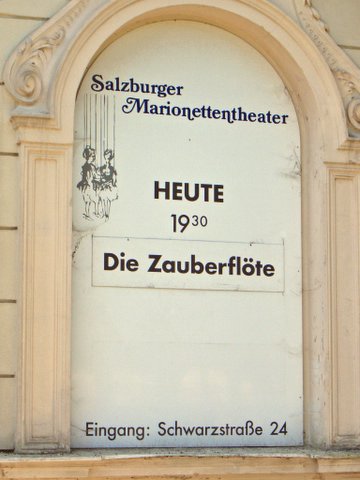 Salzburger
Marionettentheater
HEUTE
19³⁰
Die Zauberflöte
Eingang: Schwarzstraße 24